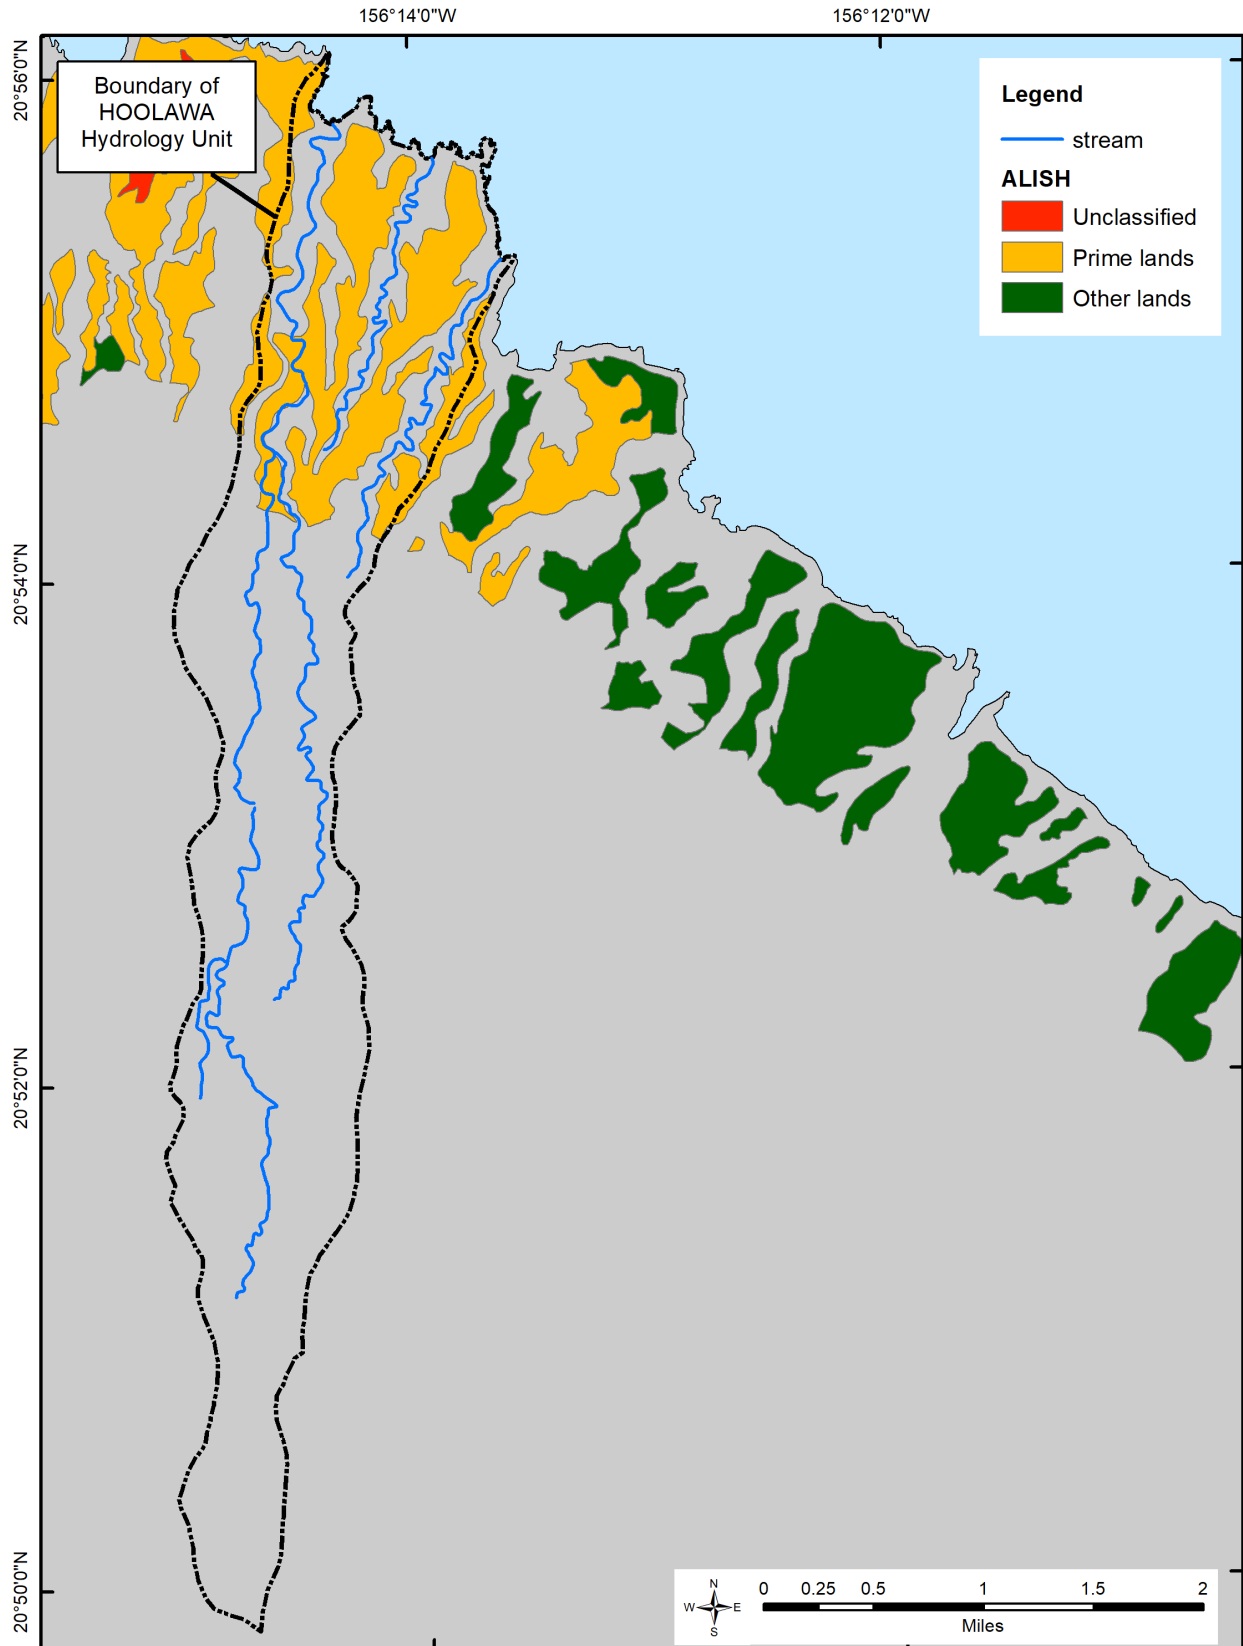 156°14'0"W
156°12'0"W
20°56'0"N
20°54'0"N
20°52'0"N
20°50'0"N
Boundary of
HOOLAWA
Hydrology Unit
Legend
stream
ALISH
Unclassified
Prime lands
Other lands
N
W E
S
0 0.25 0.5 1 1.5 2
Miles